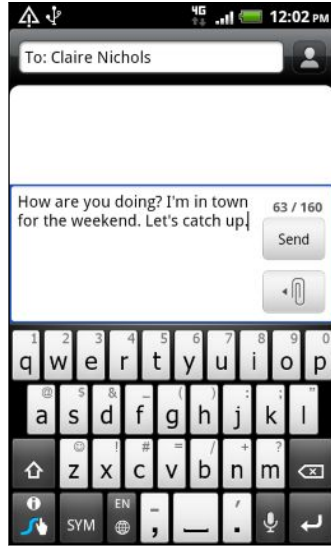 4G 12:02 PM
To: Claire Nichols
How are you doing? I'm in town
for the weekend. Let's catch up.
63 / 160
Send
1 2 3 4 5 6 7 8 9 0
q w e r t y u i o p
@ $ & _ ( ) : ; "
a s d f g h j k l
! # = / + ?
z x c v b n m
EN
SYM , .